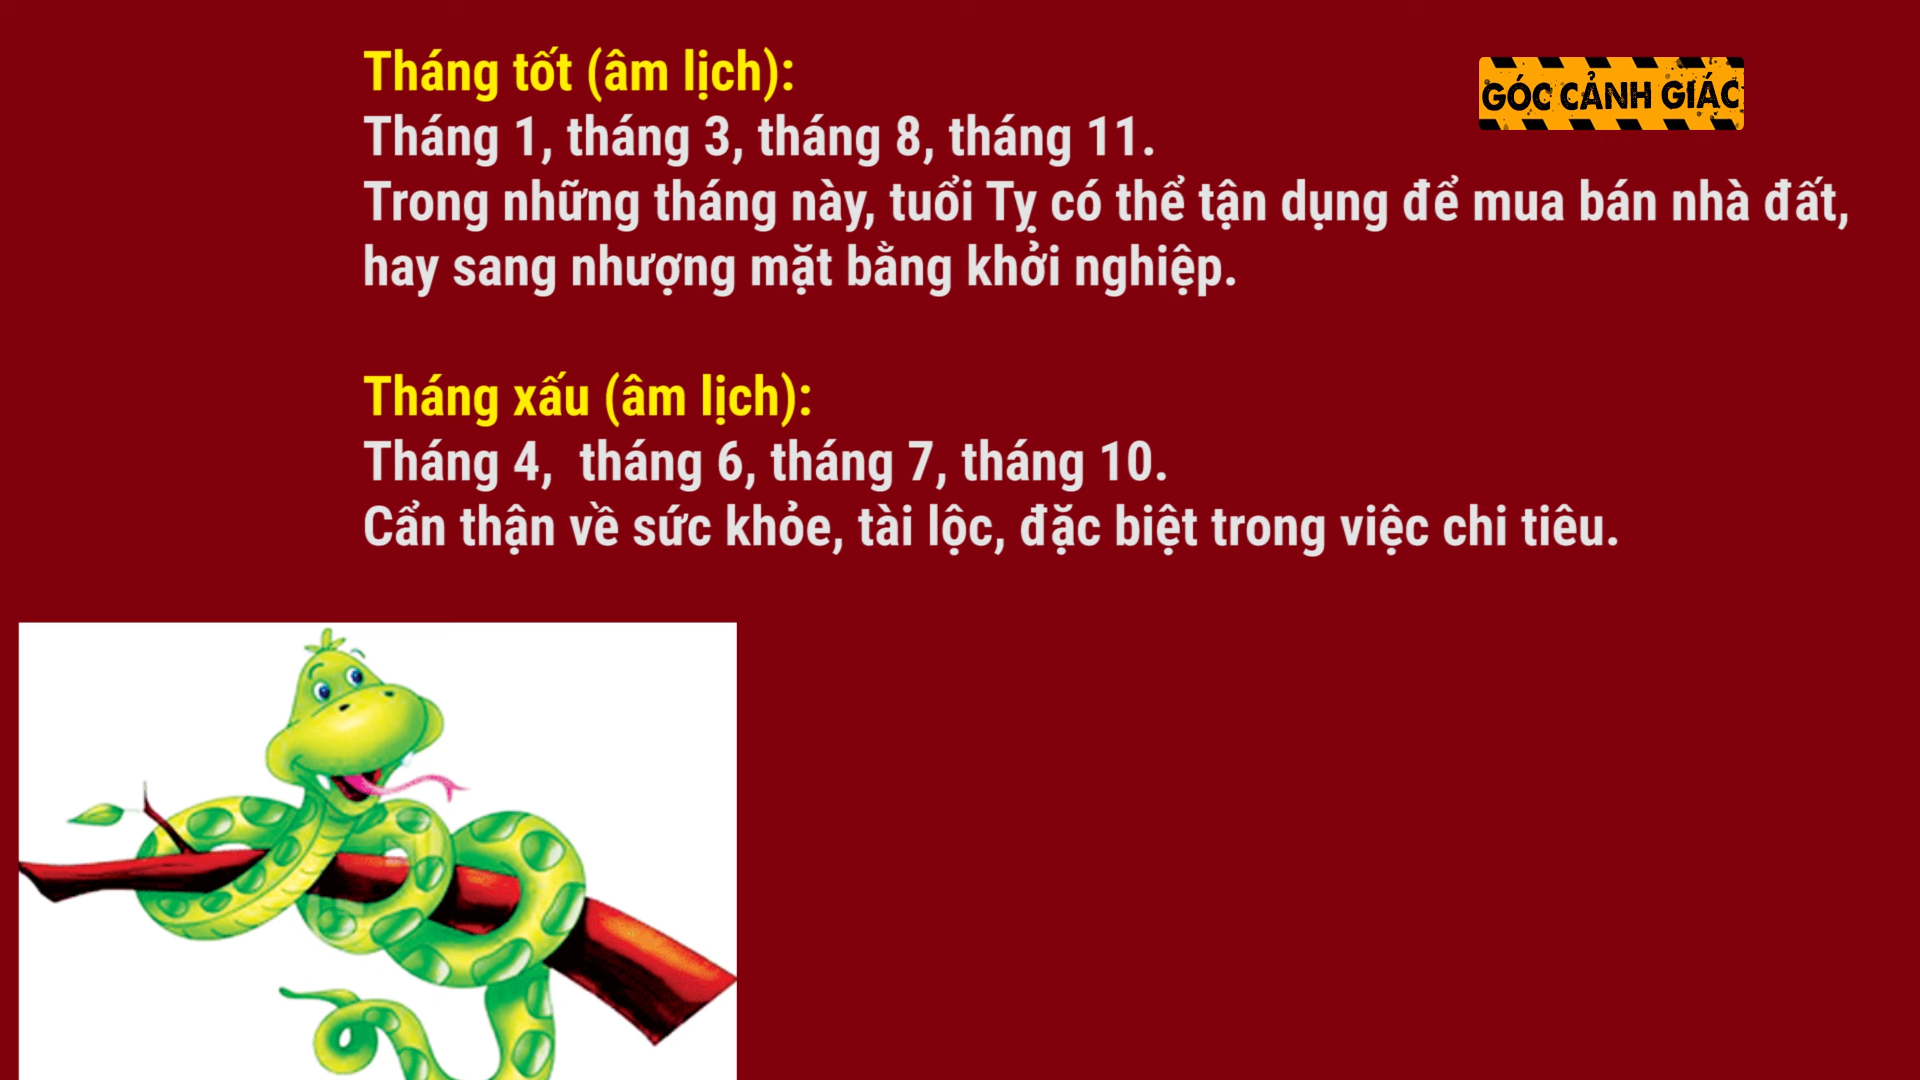 Tháng tốt (âm lịch):
GÓC CẢNH GIÁC
Tháng 1, tháng 3, tháng 8, tháng 11.
Trong những tháng này, tuổi Tỵ có thể tận dụng để mua bán nhà đất,
hay sang nhượng mặt bằng khởi nghiệp.
Tháng xấu (âm lịch):
Tháng 4,  tháng 6, tháng 7, tháng 10.
Cẩn thận về sức khỏe, tài lộc, đặc biệt trong việc chi tiêu.